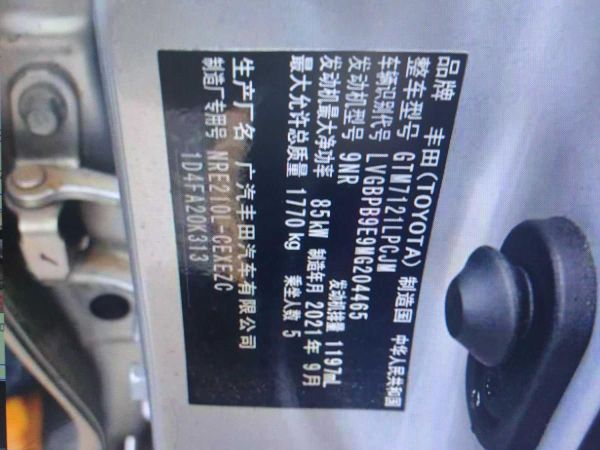 品牌 丰田(TOYOTA) 制造国 中华人民共和国
整车型号 GTM7121LPCJM
车辆识别代号 LVGBPB9E9MG204465
发动机型号 9NR 发动机排量 1197mL
发动机最大净功率 85kW 制造年月 2021年9月
最大允许总质量 1770kg 乘坐人数 5
生产厂名 广汽丰田汽车有限公司
制造厂专用号 NRE210L-CEXEZC
1D4FA20K313